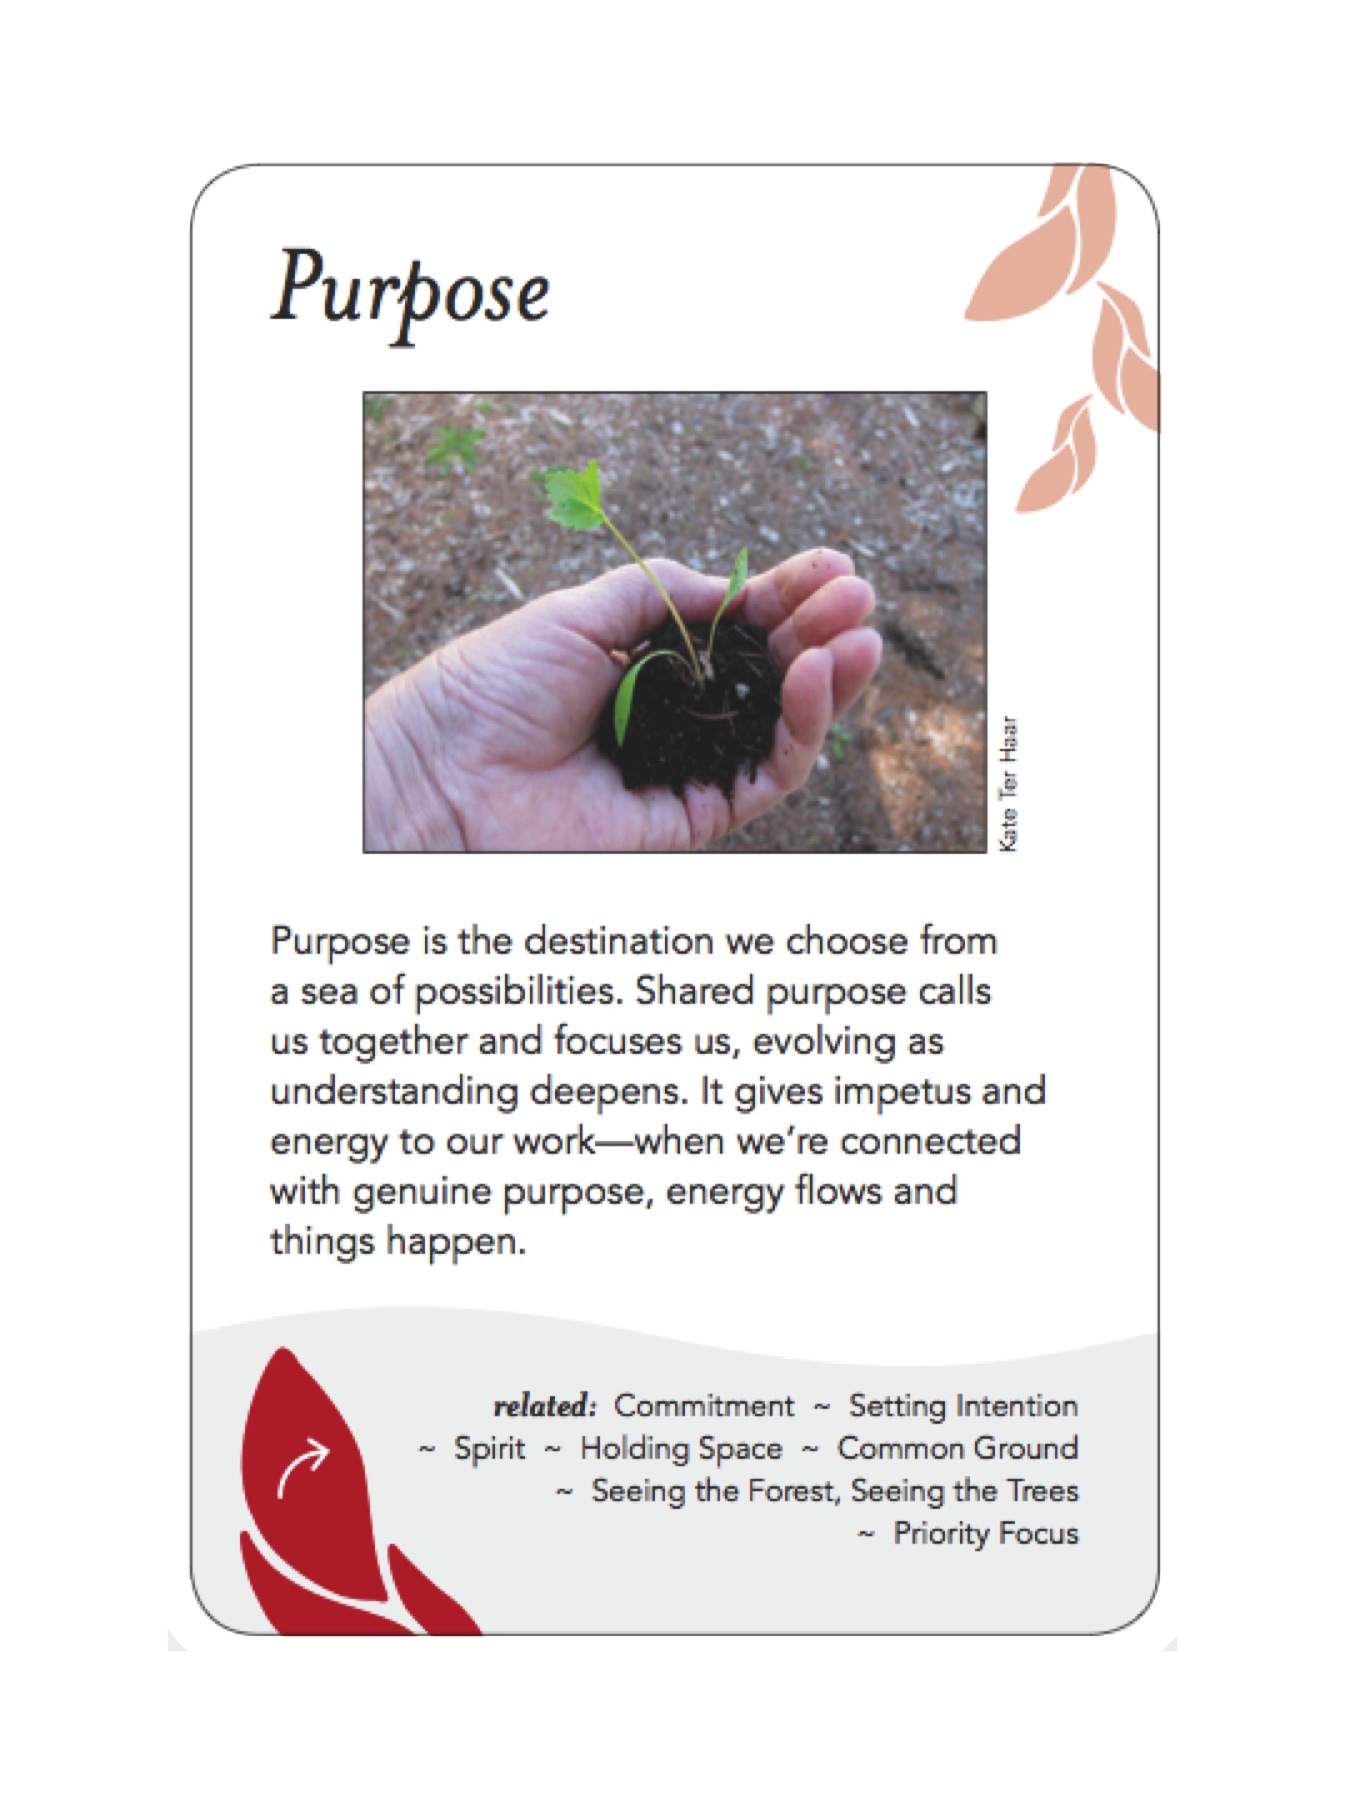 Purpose
Kate Ter Haar
Purpose is the destination we choose from
a sea of possibilities. Shared purpose calls
us together and focuses us, evolving as
understanding deepens. It gives impetus and
energy to our work—when we’re connected
with genuine purpose, energy flows and
things happen.
related: Commitment ~ Setting Intention
~ Spirit ~ Holding Space ~ Common Ground
~ Seeing the Forest, Seeing the Trees
~ Priority Focus